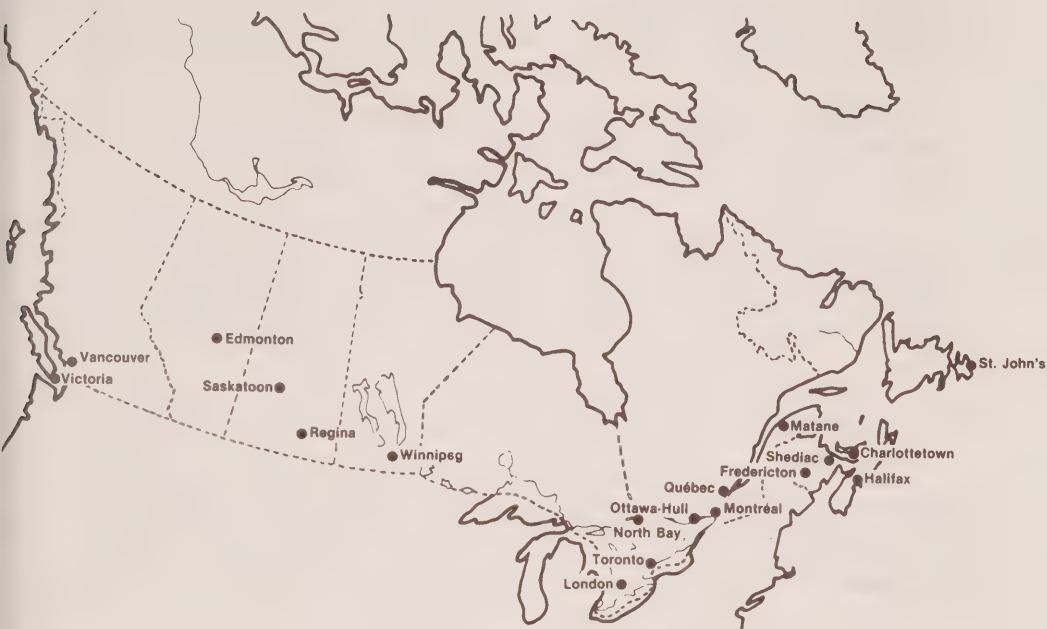 Edmonton
Vancouver
St. John's
Victoria
Saskatoon
Matane
Regina
Charlottetown
Winnipeg
Shediac
Fredericton
Halifax
Québec
Ottawa-Hull
Montréal
North Bay
Toronto
London